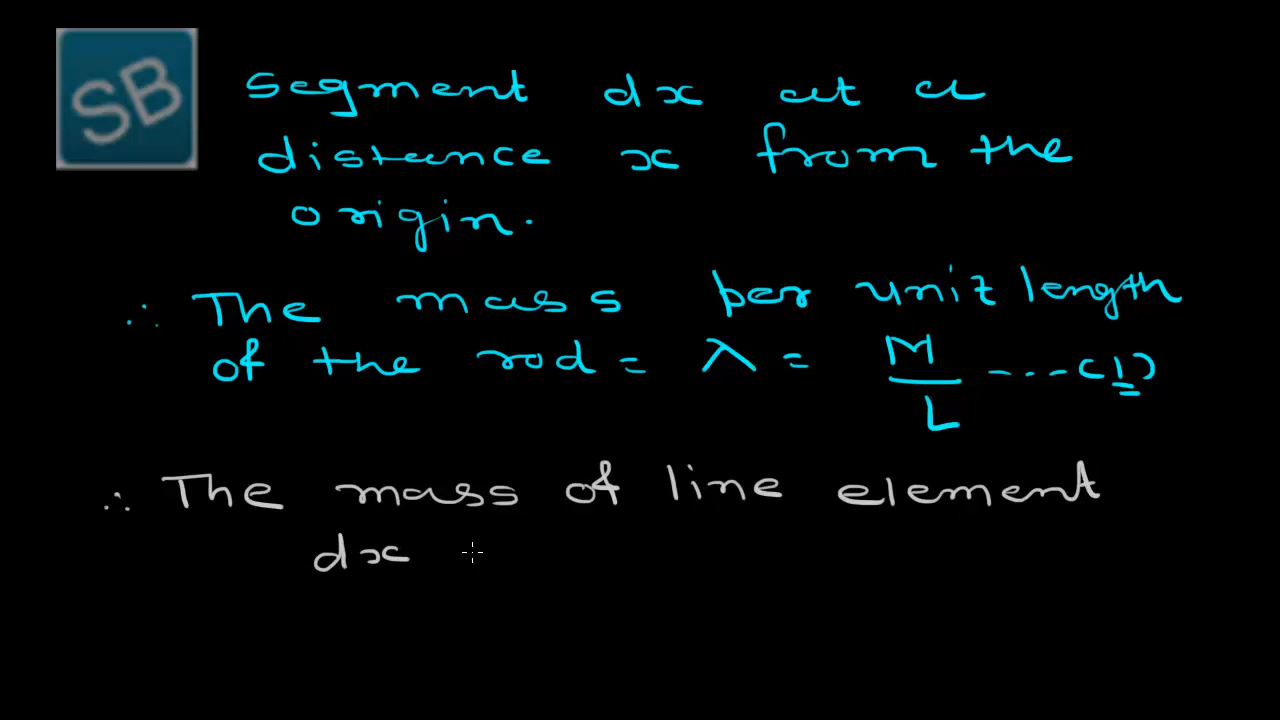 SB
Segment dx at a
distance x from the
origin.
∴ The mass per unit length
of the rod = λ = M/L ---(1)
∴ The mass of line element
dx